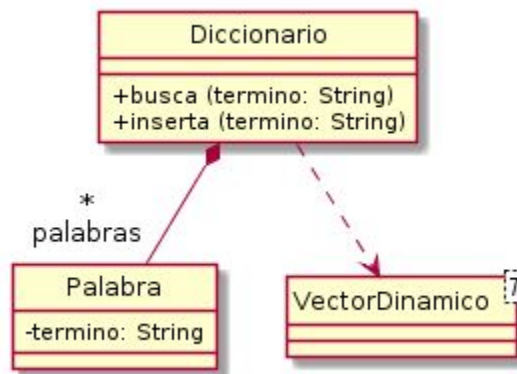 Diccionario
+busca (termino: String)
+inserta (termino: String)
*
palabras
Palabra
-termino: String
VectorDinamico
T